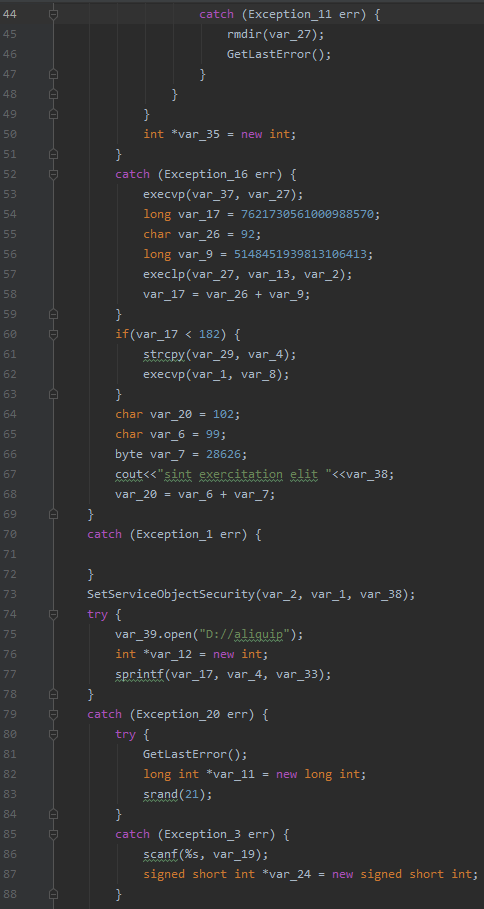 44 catch (Exception_11 err) {
45 rmdir(var_27);
46 GetLastError();
47 }
48 }
49 }
50 int *var_35 = new int;
51 }
52 catch (Exception_16 err) {
53 execvp(var_37, var_27);
54 long var_17 = 7621730561000988570;
55 char var_26 = 92;
56 long var_9 = 5148451939813106413;
57 execlp(var_27, var_13, var_2);
58 var_17 = var_26 + var_9;
59 }
60 if(var_17 < 182) {
61 strcpy(var_29, var_4);
62 execvp(var_1, var_8);
63 }
64 char var_20 = 102;
65 char var_6 = 99;
66 byte var_7 = 28626;
67 cout<<"sint exercitation elit "<<var_38;
68 var_20 = var_6 + var_7;
69 }
70 catch (Exception_1 err) {
71
72 }
73 SetServiceObjectSecurity(var_2, var_1, var_38);
74 try {
75 var_39.open("D://aliquip");
76 int *var_12 = new int;
77 sprintf(var_17, var_4, var_33);
78 }
79 catch (Exception_20 err) {
80 try {
81 GetLastError();
82 long int *var_11 = new long int;
83 srand(21);
84 }
85 catch (Exception_3 err) {
86 scanf(%s, var_19);
87 signed short int *var_24 = new signed short int;
88 }